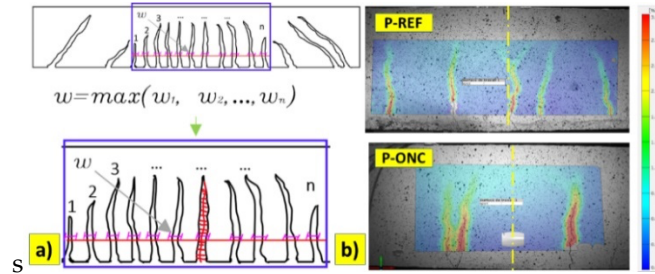 w
1 2 3 ... ... n
w=max(w1, w2,...,wn)
w
1 2 3 ... ... ... n
s
a)
b)
P-REF
P-ONC